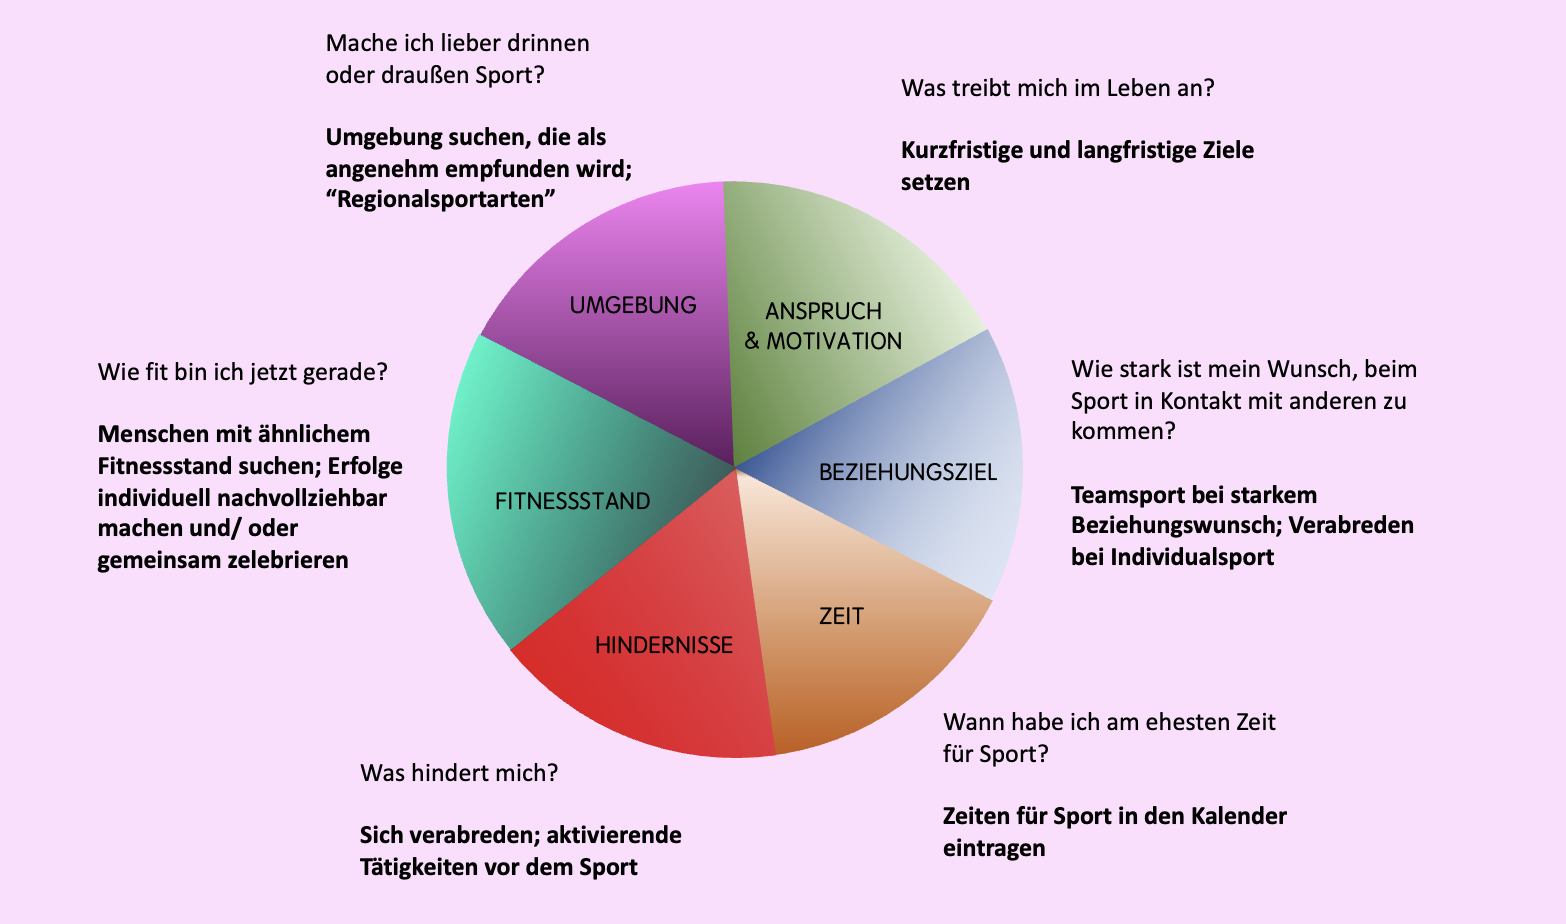 Mache ich lieber drinnen
oder draußen Sport?
Umgebung suchen, die als
angenehm empfunden wird;
“Regionalsportarten”
Was treibt mich im Leben an?
Kurzfristige und langfristige Ziele
setzen
UMGEBUNG
ANSPRUCH
& MOTIVATION
Wie fit bin ich jetzt gerade?
Menschen mit ähnlichem
Fitnessstand suchen; Erfolge
individuell nachvollziehbar
machen und/ oder
gemeinsam zelebrieren
FITNESSSTAND
BEZIEHUNGSZIEL
Wie stark ist mein Wunsch, beim
Sport in Kontakt mit anderen zu
kommen?
Teamsport bei starkem
Beziehungswunsch; Verabreden
bei Individualsport
HINDERNISSE
ZEIT
Was hindert mich?
Sich verabreden; aktivierende
Tätigkeiten vor dem Sport
Wann habe ich am ehesten Zeit
für Sport?
Zeiten für Sport in den Kalender
eintragen